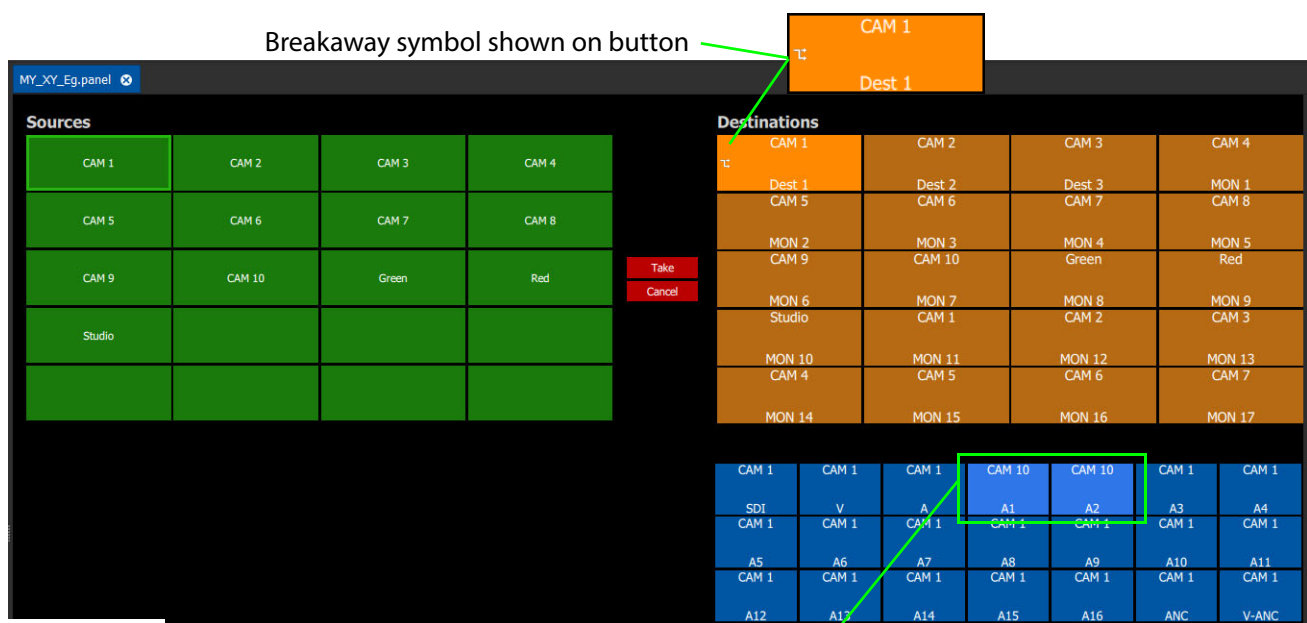 Breakaway symbol shown on button
CAM 1
Dest 1
MY_XY_Eg.panel
Sources
Destinations
CAM 1 CAM 2 CAM 3 CAM 4
CAM 5 CAM 6 CAM 7 CAM 8
CAM 9 CAM 10 Green Red
Studio
Take
Cancel
CAM 1 CAM 2 CAM 3 CAM 4
Dest 1 Dest 2 Dest 3 MON 1
CAM 5 CAM 6 CAM 7 CAM 8
MON 2 MON 3 MON 4 MON 5
CAM 9 CAM 10 Green Red
MON 6 MON 7 MON 8 MON 9
Studio CAM 1 CAM 2 CAM 3
MON 10 MON 11 MON 12 MON 13
CAM 4 CAM 5 CAM 6 CAM 7
MON 14 MON 15 MON 16 MON 17
CAM 1 CAM 1 CAM 1 CAM 10 CAM 10 CAM 1 CAM 1
SDI V A A1 A2 A3 A4
CAM 1 CAM 1 CAM 1 CAM 1 CAM 1 CAM 1 CAM 1
A5 A6 A7 A8 A9 A10 A11
CAM 1 CAM 1 CAM 1 CAM 1 CAM 1 CAM 1 CAM 1
A12 A13 A14 A15 A16 ANC V-ANC